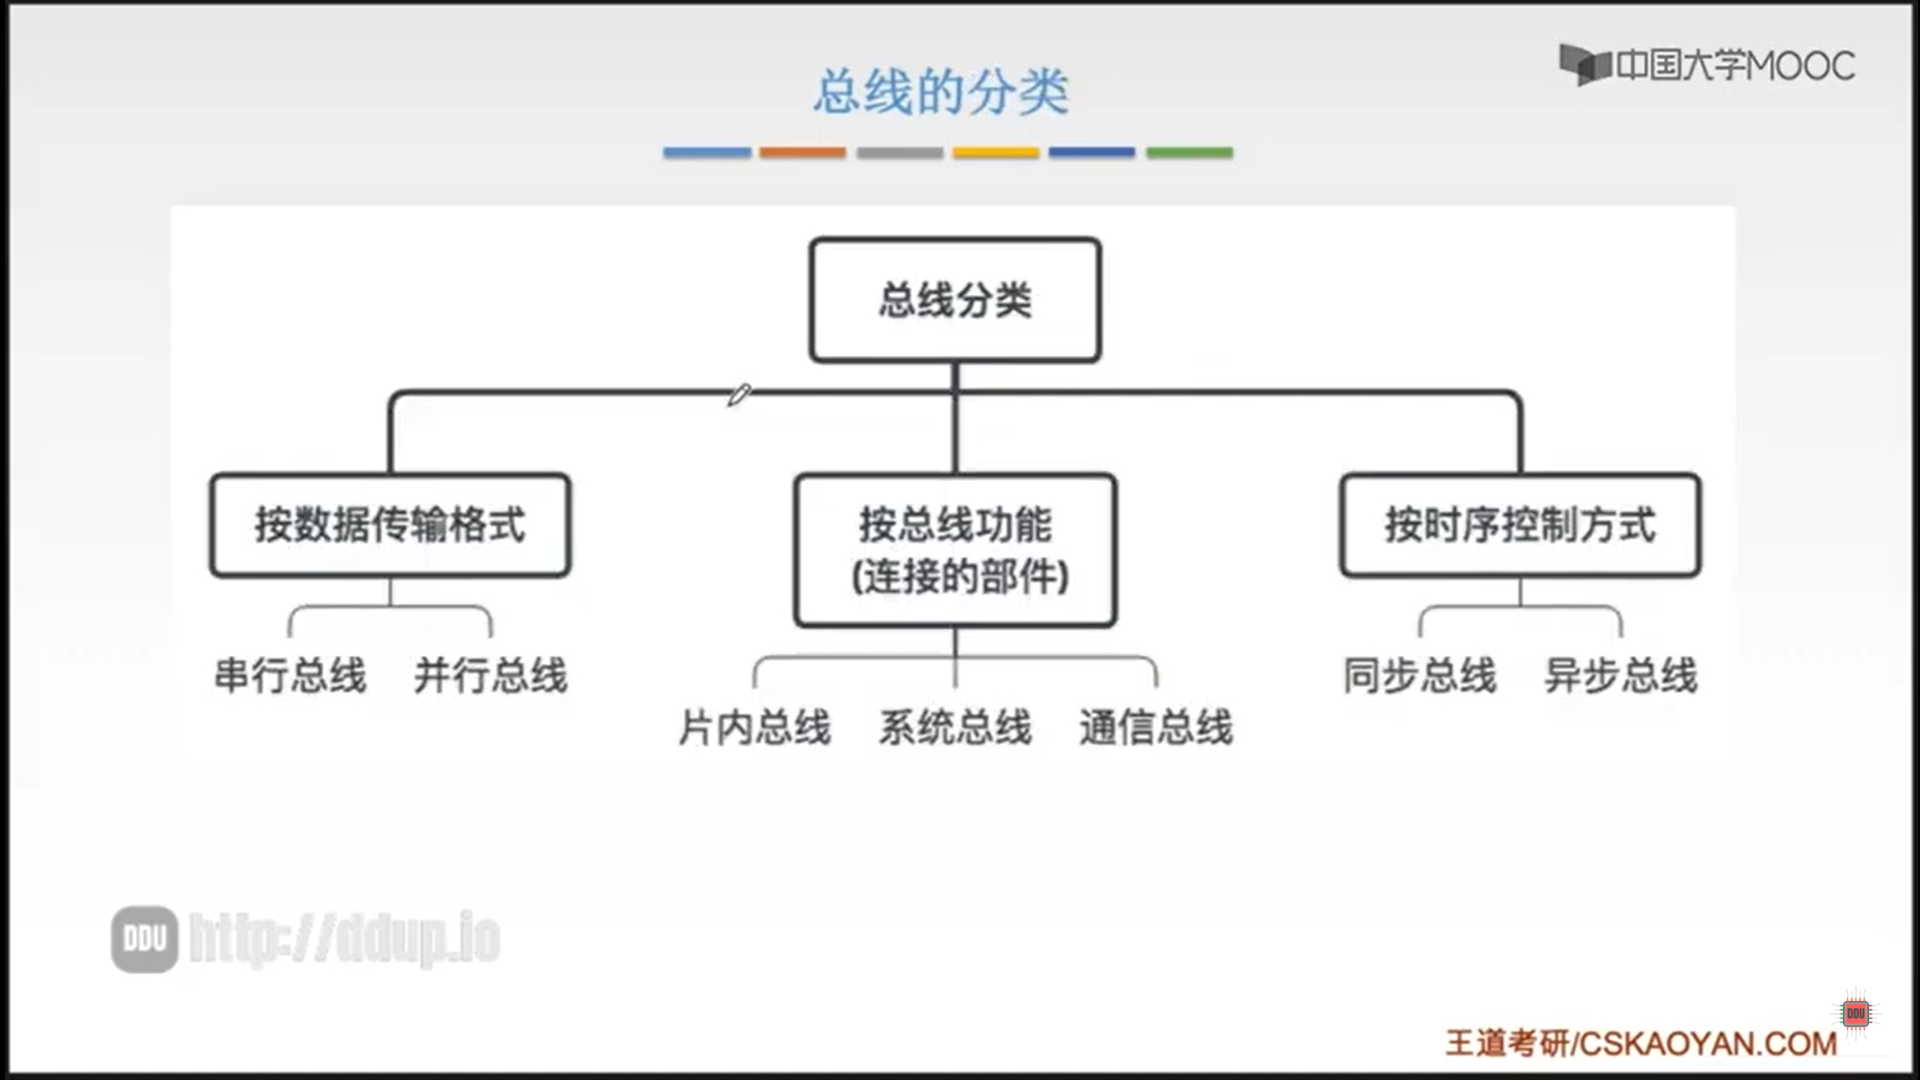 中国大学MOOC
总线的分类
总线分类
按数据传输格式
按总线功能
(连接的部件)
按时序控制方式
串行总线
并行总线
片内总线
系统总线
通信总线
同步总线
异步总线
DDU
http://ddup.io
DDU
王道考研/CSKAOYAN.COM